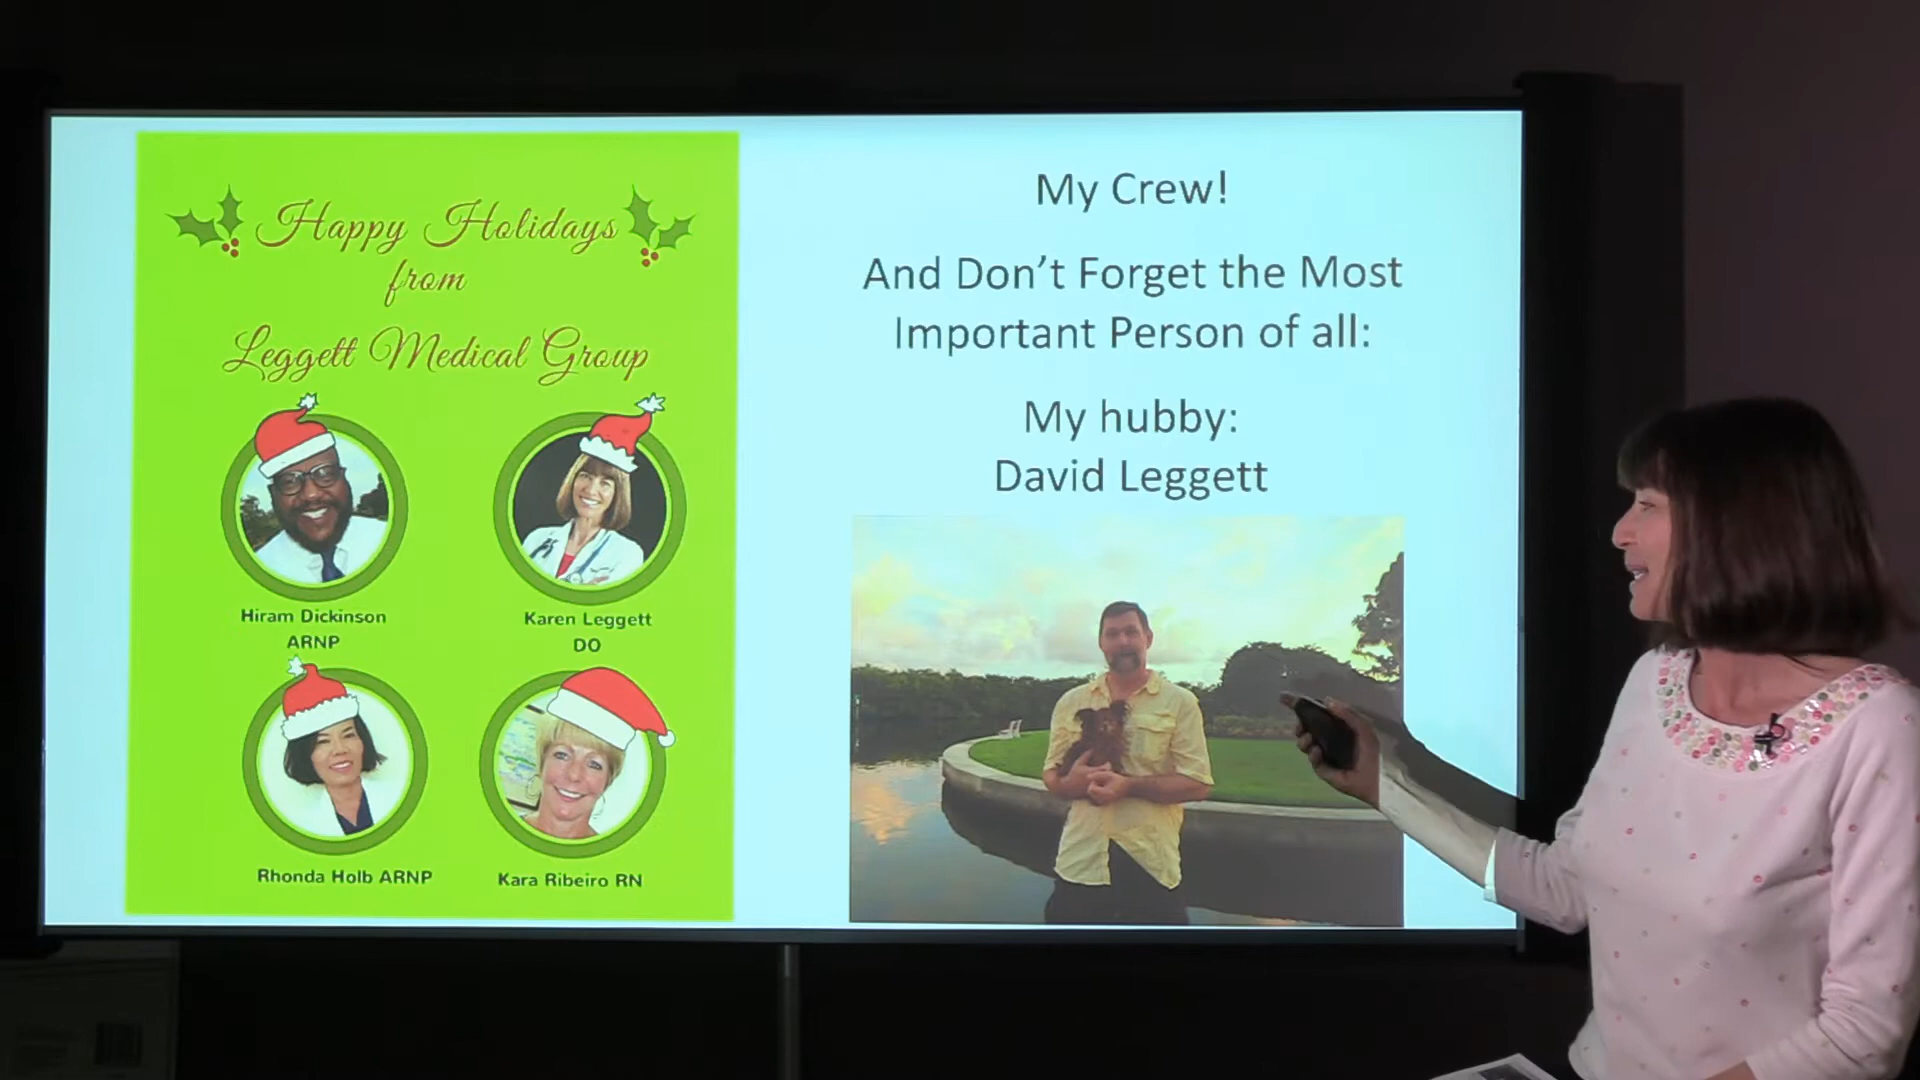 Happy Holidays
from
Leggett Medical Group
Hiram Dickinson
ARNP
Karen Leggett
DO
Rhonda Holb ARNP
Kara Ribeiro RN
My Crew!
And Don't Forget the Most
Important Person of all:
My hubby:
David Leggett